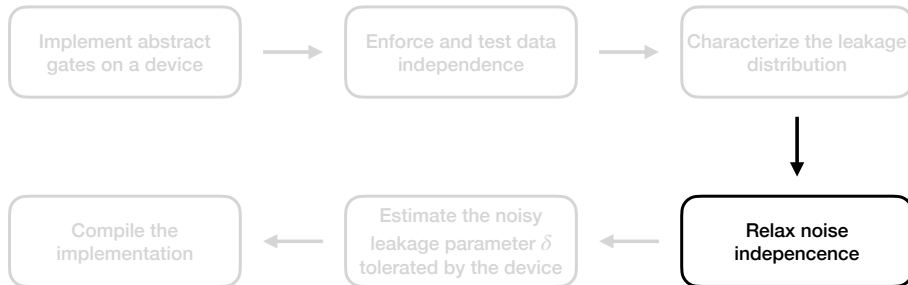 Implement abstract
gates on a device
Enforce and test data
independence
Characterize the leakage
distribution
Compile the
implementation
Estimate the noisy
leakage parameter δ
tolerated by the device
Relax noise
indepencence